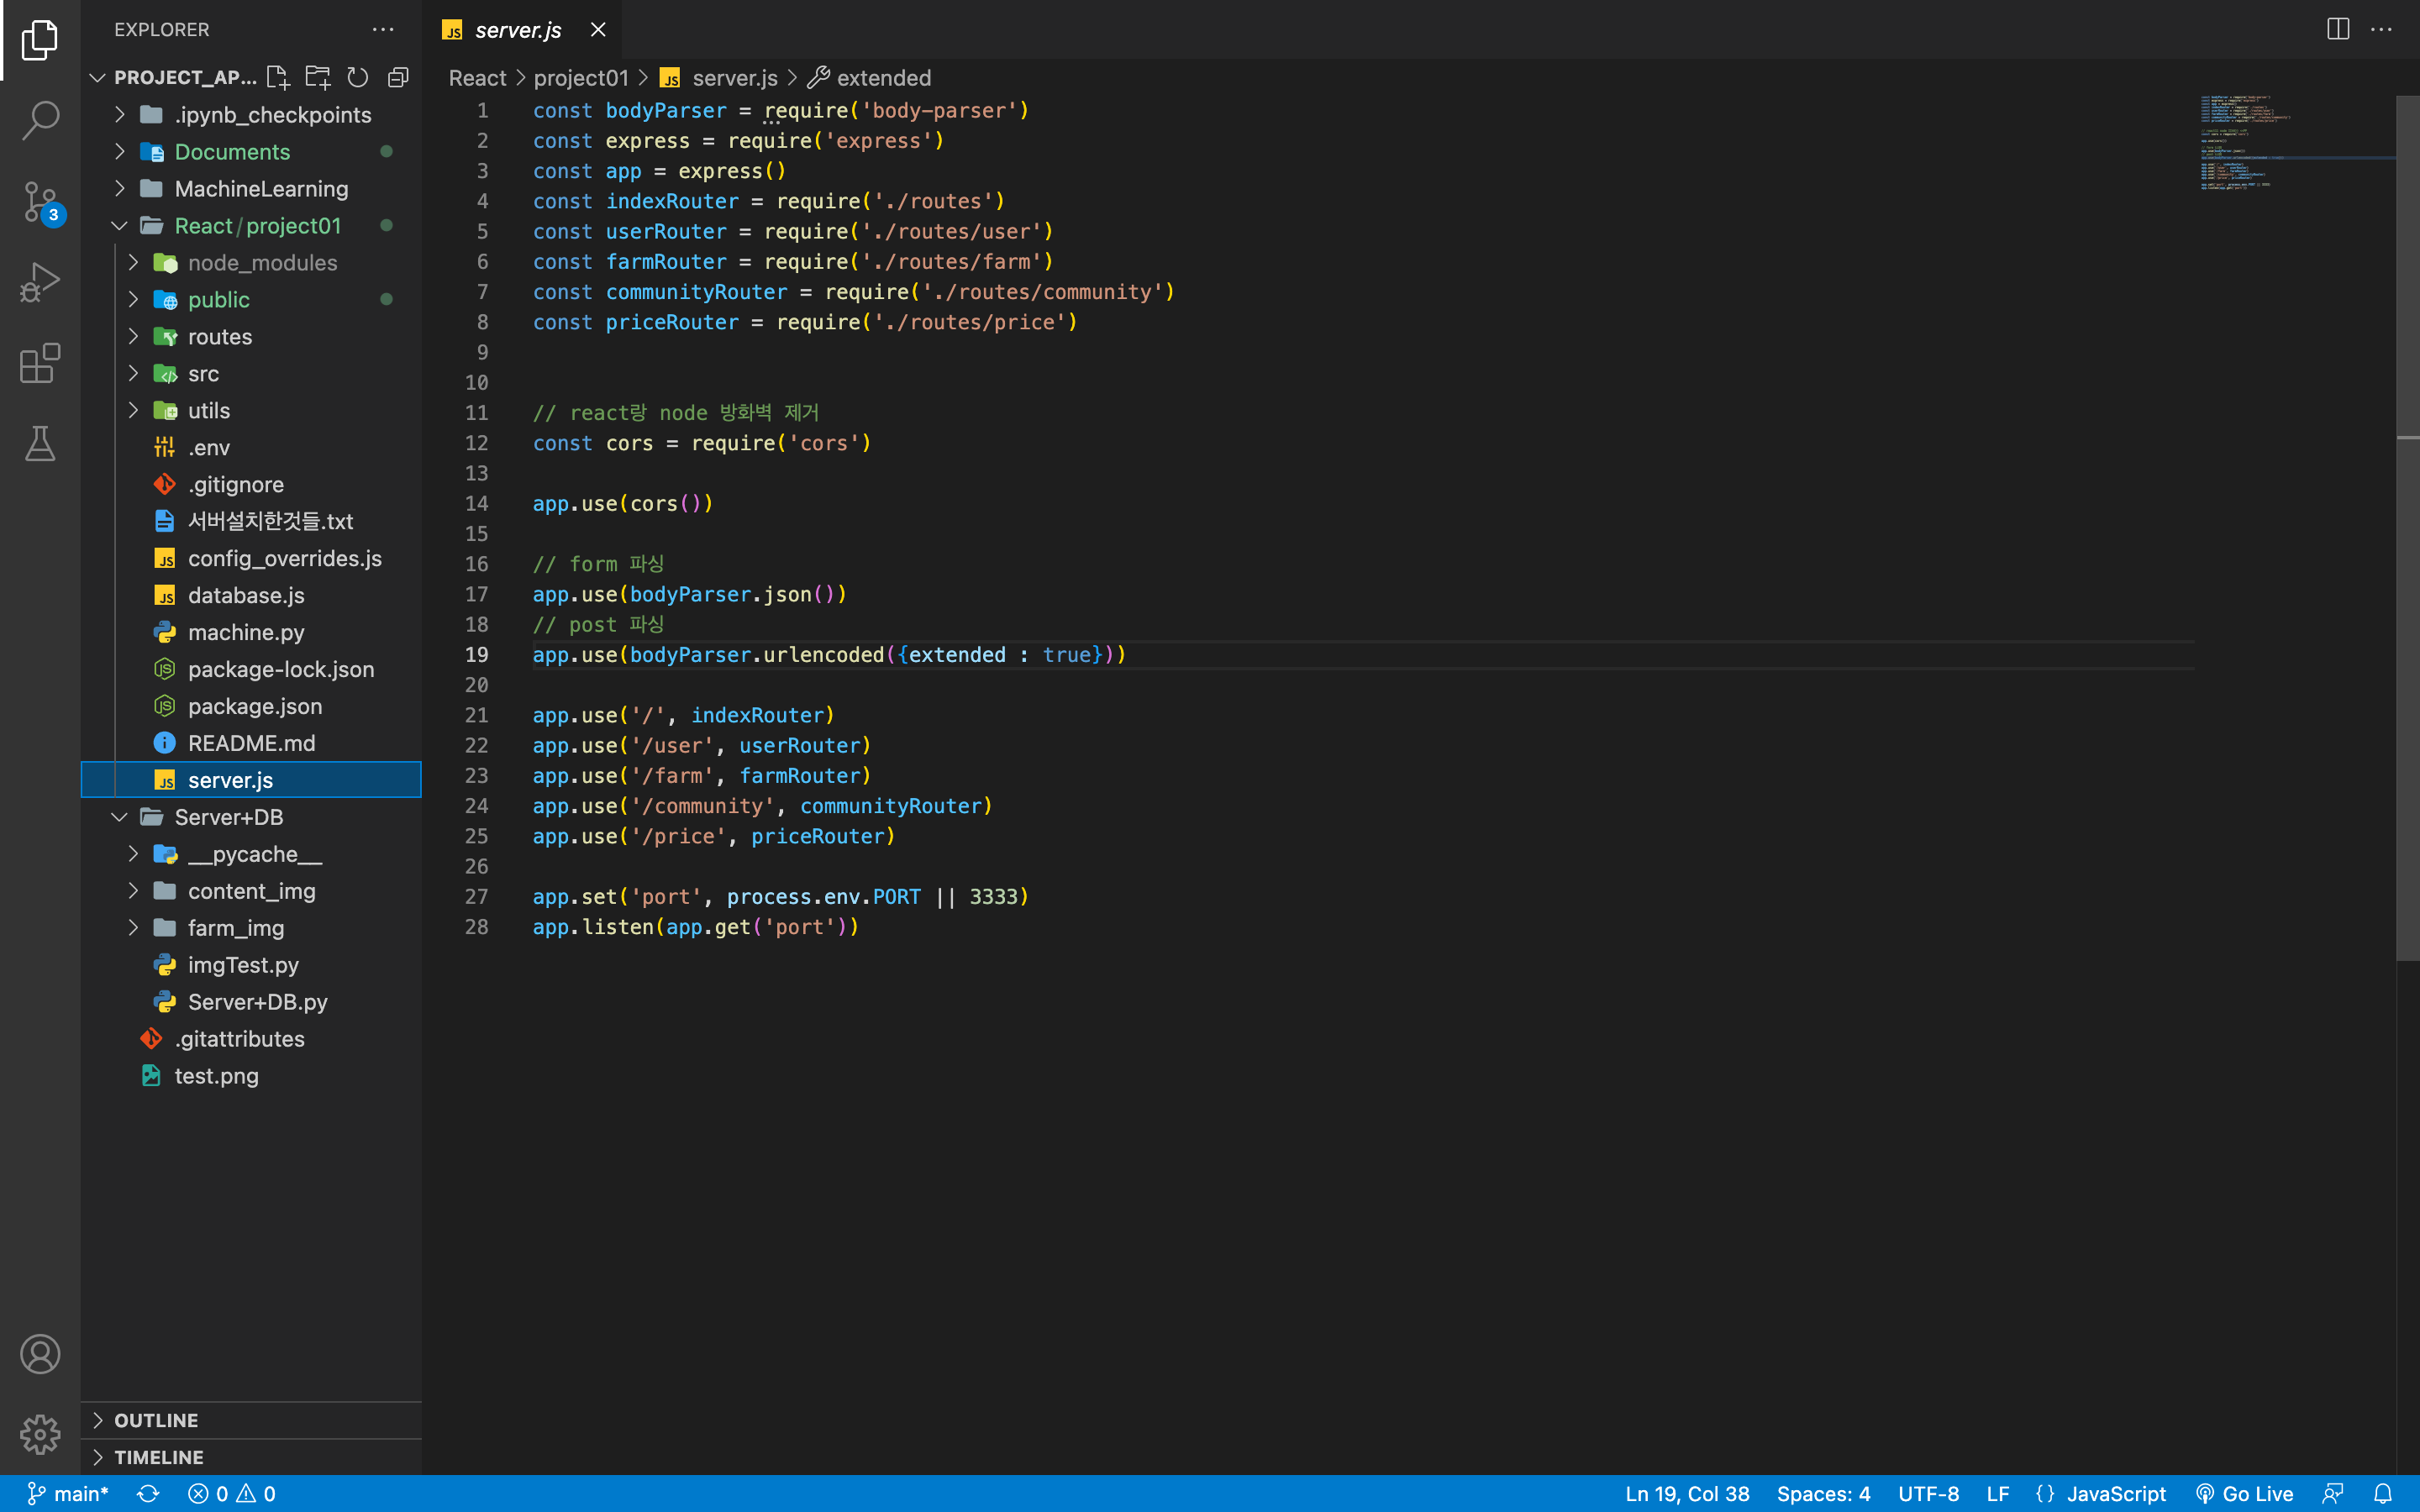 EXPLORER
PROJECT_AP...
.ipynb_checkpoints
Documents
MachineLearning
React/project01
node_modules
public
routes
src
utils
.env
.gitignore
서버설치한것들.txt
config_overrides.js
database.js
machine.py
package-lock.json
package.json
README.md
server.js
Server+DB
__pycache__
content_img
farm_img
imgTest.py
Server+DB.py
.gitattributes
test.png
OUTLINE
TIMELINE
3
JS server.js
React > project01 > JS server.js > extended
1 const bodyParser = require('body-parser')
2 const express = require('express')
3 const app = express()
4 const indexRouter = require('./routes')
5 const userRouter = require('./routes/user')
6 const farmRouter = require('./routes/farm')
7 const communityRouter = require('./routes/community')
8 const priceRouter = require('./routes/price')
9
10
11 // react랑 node 방화벽 제거
12 const cors = require('cors')
13
14 app.use(cors())
15
16 // form 파싱
17 app.use(bodyParser.json())
18 // post 파싱
19 app.use(bodyParser.urlencoded({extended : true}))
20
21 app.use('/', indexRouter)
22 app.use('/user', userRouter)
23 app.use('/farm', farmRouter)
24 app.use('/community', communityRouter)
25 app.use('/price', priceRouter)
26
27 app.set('port', process.env.PORT || 3333)
28 app.listen(app.get('port'))
main* 0 0 Ln 19, Col 38 Spaces: 4 UTF-8 LF {} JavaScript Go Live